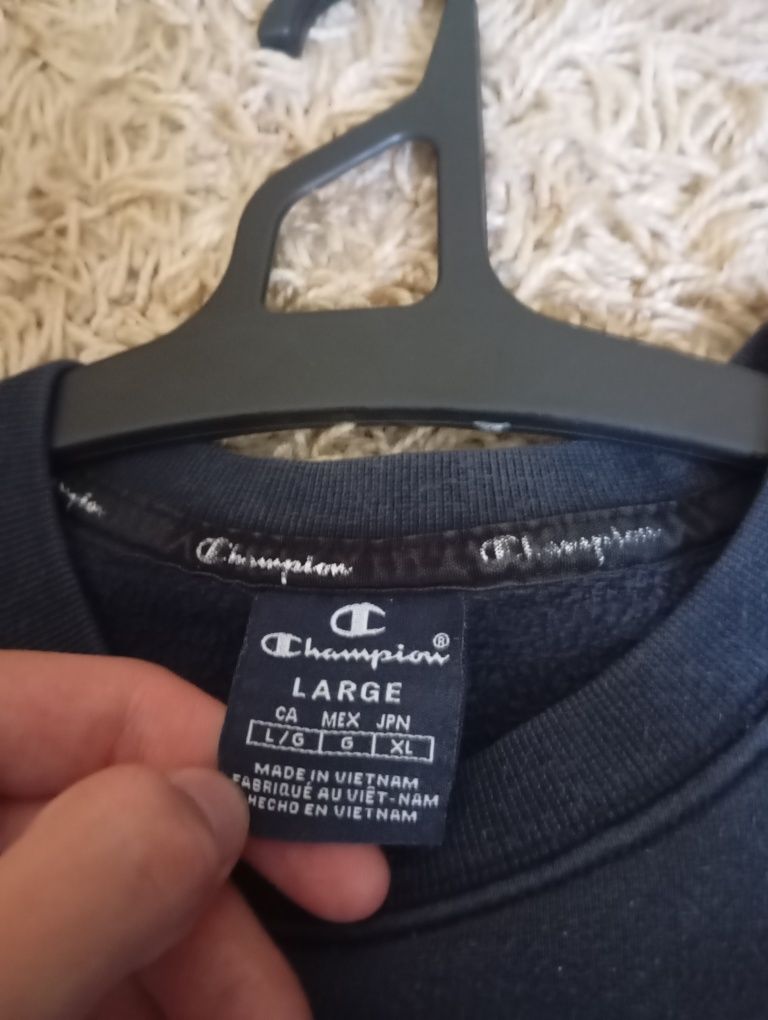 Champion Champion
Champion®
LARGE
CA MEX JPN
L/G G XL
MADE IN VIETNAM
FABRIQUÉ AU VIÊT-NAM
HECHO EN VIETNAM